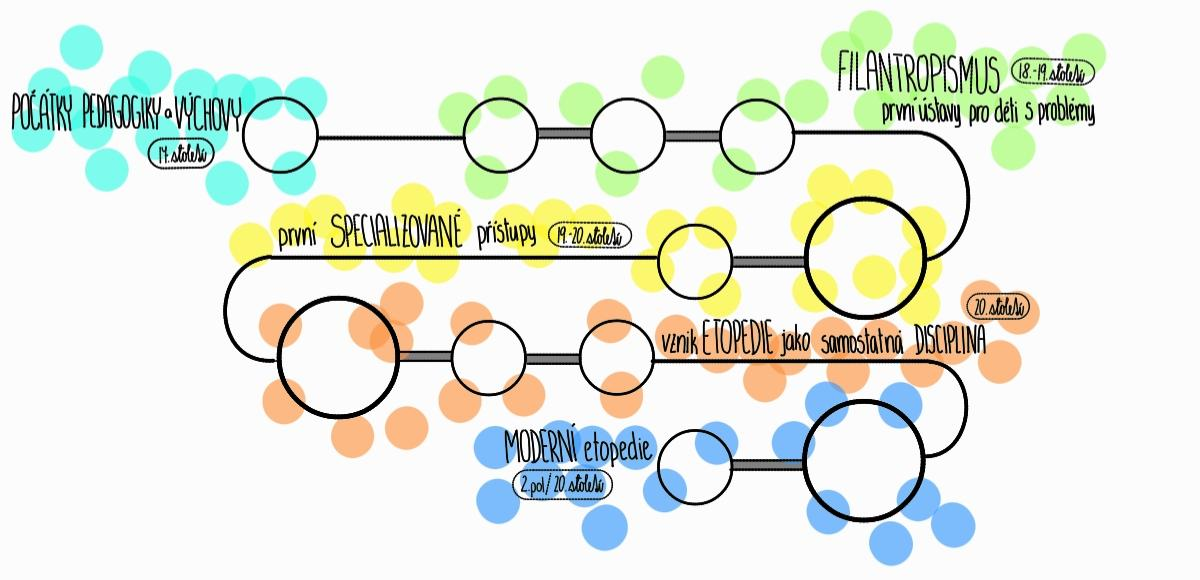 POČÁTKY PEDAGOGIKY a VÝCHOVY
17. století
FILANTROPISMUS
18.-19. století
první ústavy pro děti s problémy
první SPECIALIZOVANÉ přístupy
19.-20. století
20. století
vznik ETOPEDIE jako samostatná DISCIPLINA
MODERNÍ etopedie
2.pol/20. století